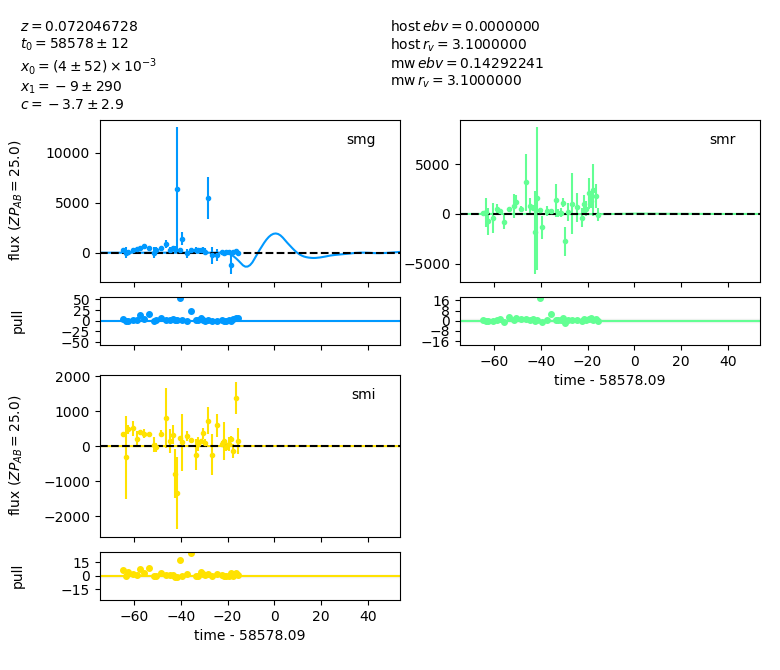 z = 0.072046728
t₀ = 58578 ± 12
x₀ = (4 ± 52) × 10⁻³
x₁ = −9 ± 290
c = −3.7 ± 2.9
host ebv = 0.0000000
host r_v = 3.1000000
mw ebv = 0.14292241
mw r_v = 3.1000000
smg
flux (ZP_AB = 25.0)
10000
5000
0
pull
50
25
0
−25
−50
smr
5000
0
−5000
16
8
0
−8
−16
−60 −40 −20 0 20 40
time - 58578.09
smi
flux (ZP_AB = 25.0)
2000
1000
0
−1000
−2000
pull
15
0
−15
−60 −40 −20 0 20 40
time - 58578.09